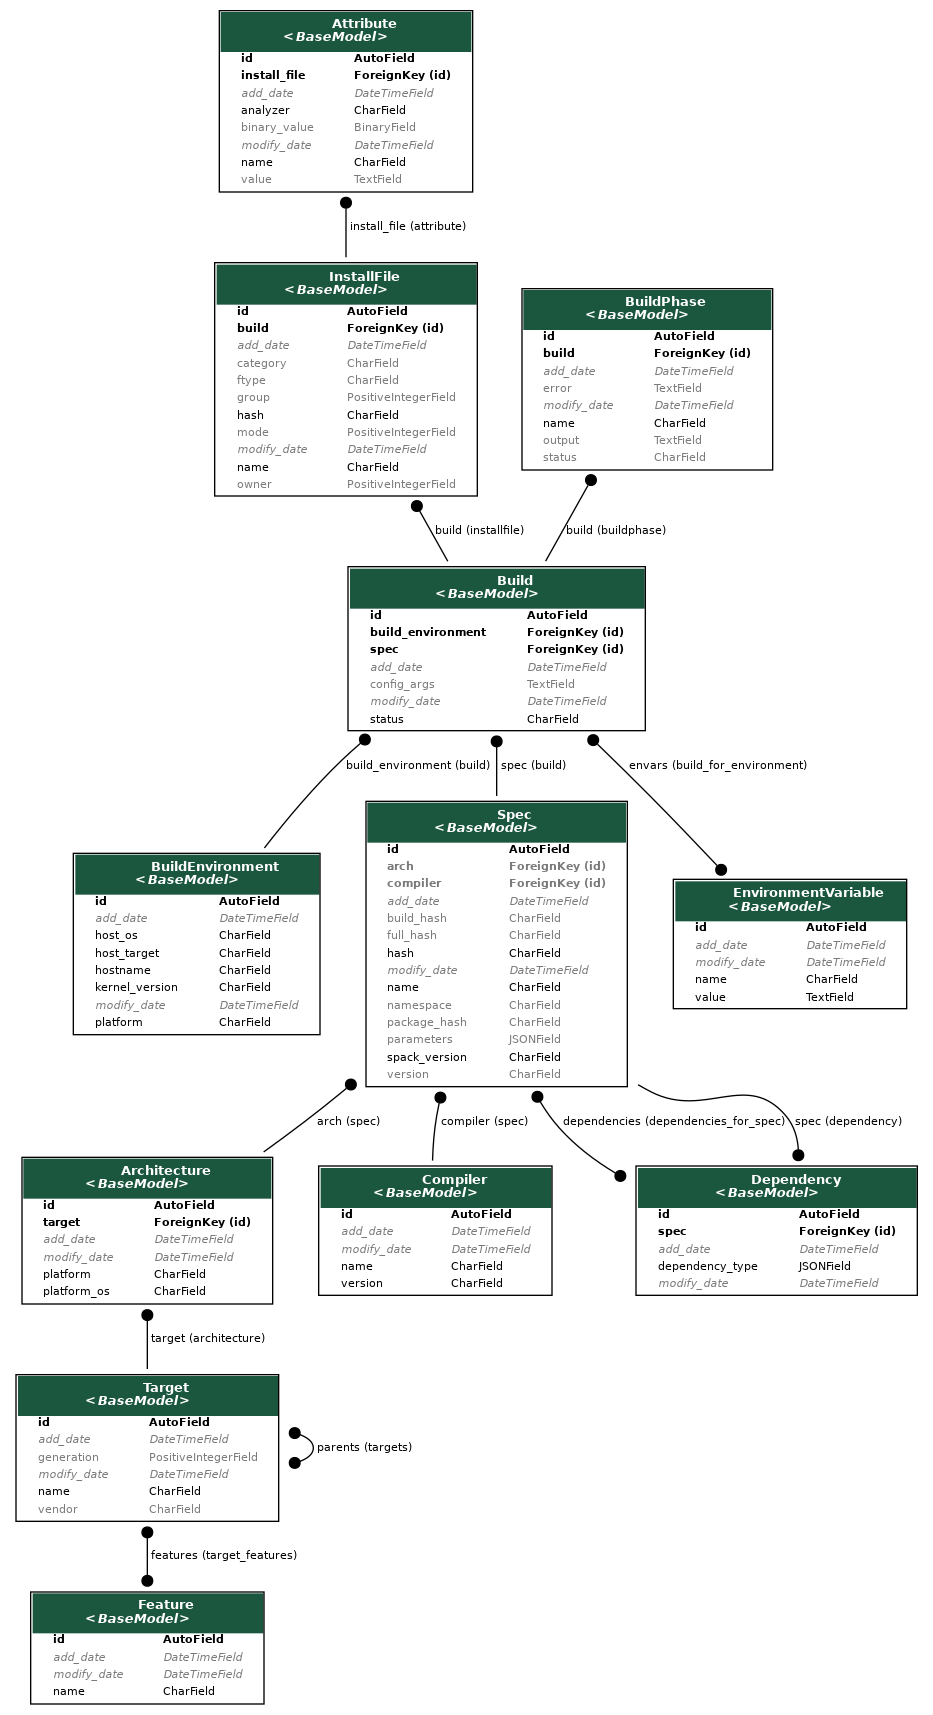 Attribute
<BaseModel>
id AutoField
install_file ForeignKey (id)
add_date DateTimeField
analyzer CharField
binary_value BinaryField
modify_date DateTimeField
name CharField
value TextField
install_file (attribute)
InstallFile
<BaseModel>
id AutoField
build ForeignKey (id)
add_date DateTimeField
category CharField
ftype CharField
group PositiveIntegerField
hash CharField
mode PositiveIntegerField
modify_date DateTimeField
name CharField
owner PositiveIntegerField
BuildPhase
<BaseModel>
id AutoField
build ForeignKey (id)
add_date DateTimeField
error TextField
modify_date DateTimeField
name CharField
output TextField
status CharField
build (installfile)
build (buildphase)
Build
<BaseModel>
id AutoField
build_environment ForeignKey (id)
spec ForeignKey (id)
add_date DateTimeField
config_args TextField
modify_date DateTimeField
status CharField
build_environment (build)
spec (build)
envars (build_for_environment)
BuildEnvironment
<BaseModel>
id AutoField
add_date DateTimeField
host_os CharField
host_target CharField
hostname CharField
kernel_version CharField
modify_date DateTimeField
platform CharField
Spec
<BaseModel>
id AutoField
arch ForeignKey (id)
compiler ForeignKey (id)
add_date DateTimeField
build_hash CharField
full_hash CharField
hash CharField
modify_date DateTimeField
name CharField
namespace CharField
package_hash CharField
parameters JSONField
spack_version CharField
version CharField
EnvironmentVariable
<BaseModel>
id AutoField
add_date DateTimeField
modify_date DateTimeField
name CharField
value TextField
arch (spec)
compiler (spec)
dependencies (dependencies_for_spec)
spec (dependency)
Architecture
<BaseModel>
id AutoField
target ForeignKey (id)
add_date DateTimeField
modify_date DateTimeField
platform CharField
platform_os CharField
Compiler
<BaseModel>
id AutoField
add_date DateTimeField
modify_date DateTimeField
name CharField
version CharField
Dependency
<BaseModel>
id AutoField
spec ForeignKey (id)
add_date DateTimeField
dependency_type JSONField
modify_date DateTimeField
target (architecture)
Target
<BaseModel>
id AutoField
add_date DateTimeField
generation PositiveIntegerField
modify_date DateTimeField
name CharField
vendor CharField
parents (targets)
features (target_features)
Feature
<BaseModel>
id AutoField
add_date DateTimeField
modify_date DateTimeField
name CharField